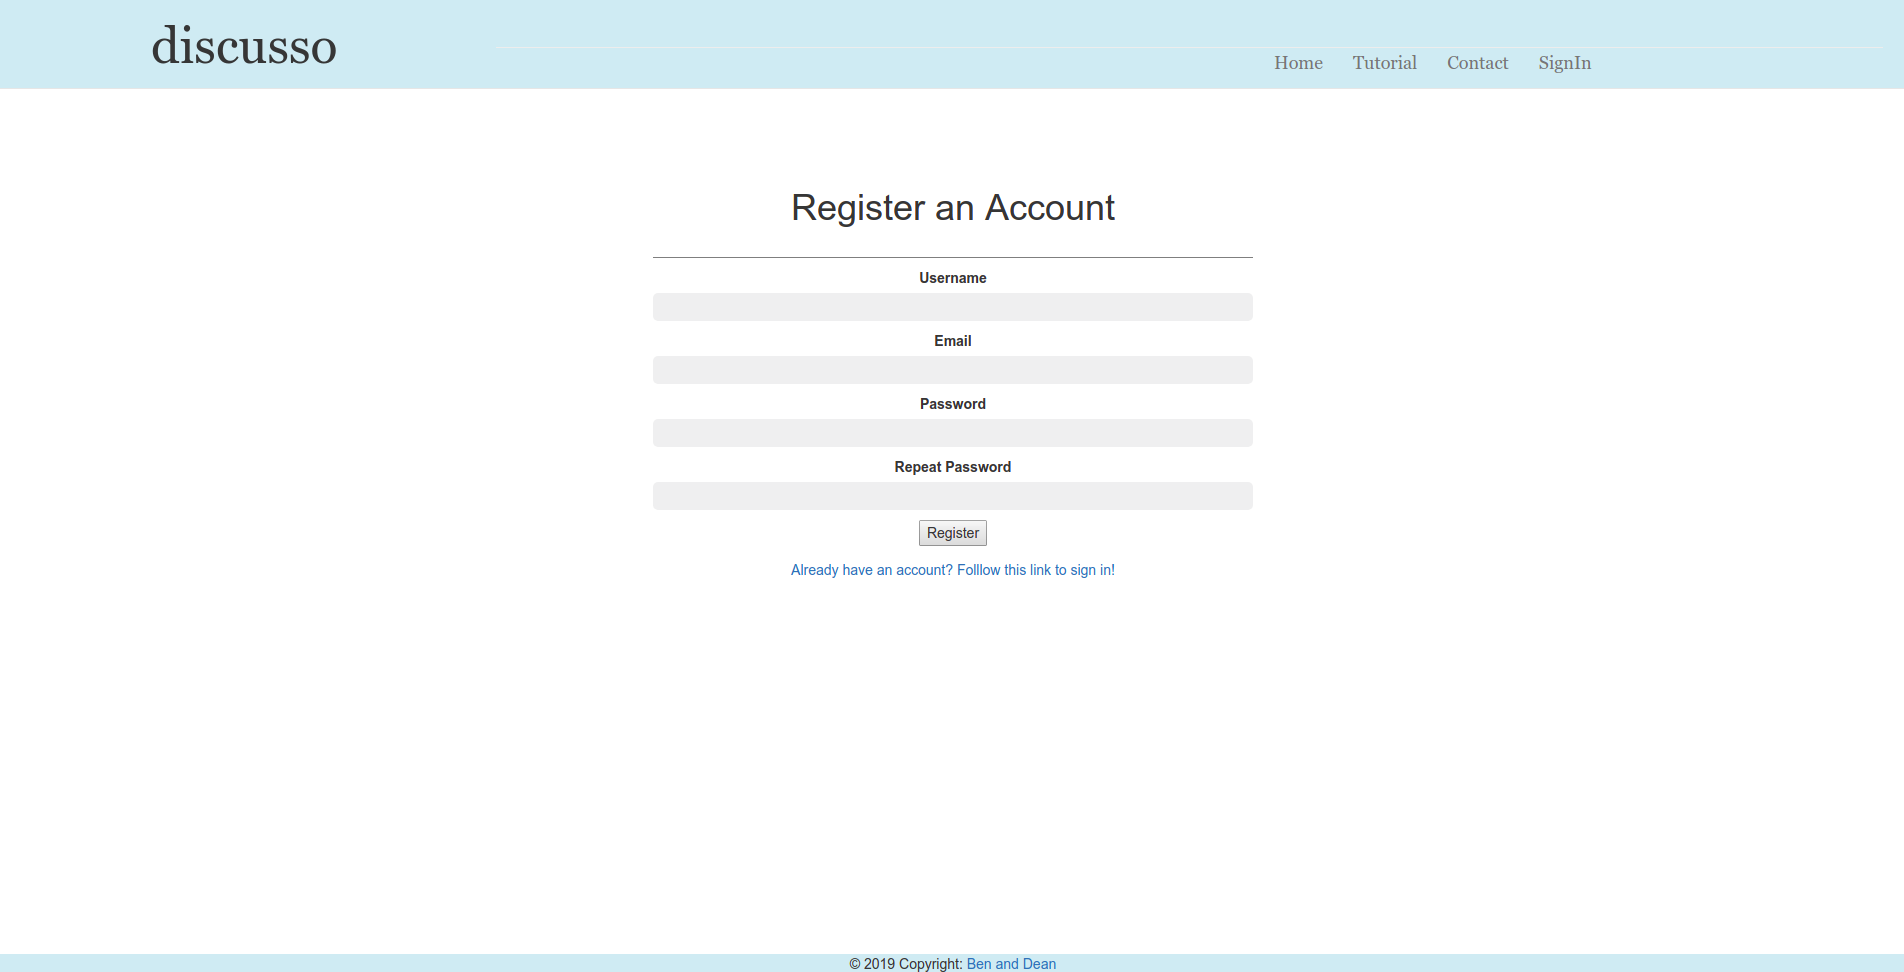 discusso
Home Tutorial Contact SignIn
Register an Account
Username
Email
Password
Repeat Password
Register
Already have an account? Folllow this link to sign in!
© 2019 Copyright: Ben and Dean